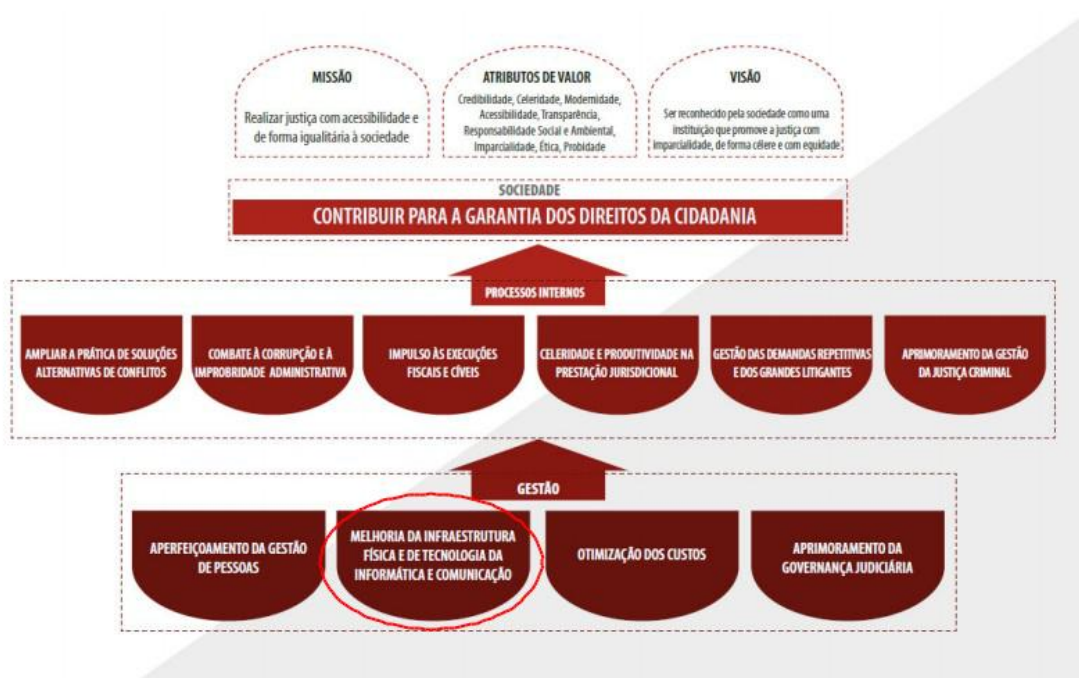 MISSÃO
Realizar justiça com acessibilidade e
de forma igualitária à sociedade
ATRIBUTOS DE VALOR
Credibilidade, Celeridade, Modernidade,
Acessibilidade, Transparência,
Responsabilidade Social e Ambiental,
Imparcialidade, Ética, Probidade
VISÃO
Ser reconhecido pela sociedade como uma
instituição que promove a justiça com
imparcialidade, de forma célere e com equidade
SOCIEDADE
CONTRIBUIR PARA A GARANTIA DOS DIREITOS DA CIDADANIA
PROCESSOS INTERNOS
AMPLIAR A PRÁTICA DE SOLUÇÕES
ALTERNATIVAS DE CONFLITOS
COMBATE À CORRUPÇÃO E À
IMPROBRIDADE ADMINISTRATIVA
IMPULSO ÀS EXECUÇÕES
FISCAIS E CÍVEIS
CELERIDADE E PRODUTIVIDADE NA
PRESTAÇÃO JURISDICIONAL
GESTÃO DAS DEMANDAS REPETITIVAS
E DOS GRANDES LITIGANTES
APRIMORAMENTO DA GESTÃO
DA JUSTIÇA CRIMINAL
GESTÃO
APERFEIÇOAMENTO DA GESTÃO
DE PESSOAS
MELHORIA DA INFRAESTRUTURA
FÍSICA E DE TECNOLOGIA DA
INFORMÁTICA E COMUNICAÇÃO
OTIMIZAÇÃO DOS CUSTOS
APRIMORAMENTO DA
GOVERNANÇA JUDICIÁRIA